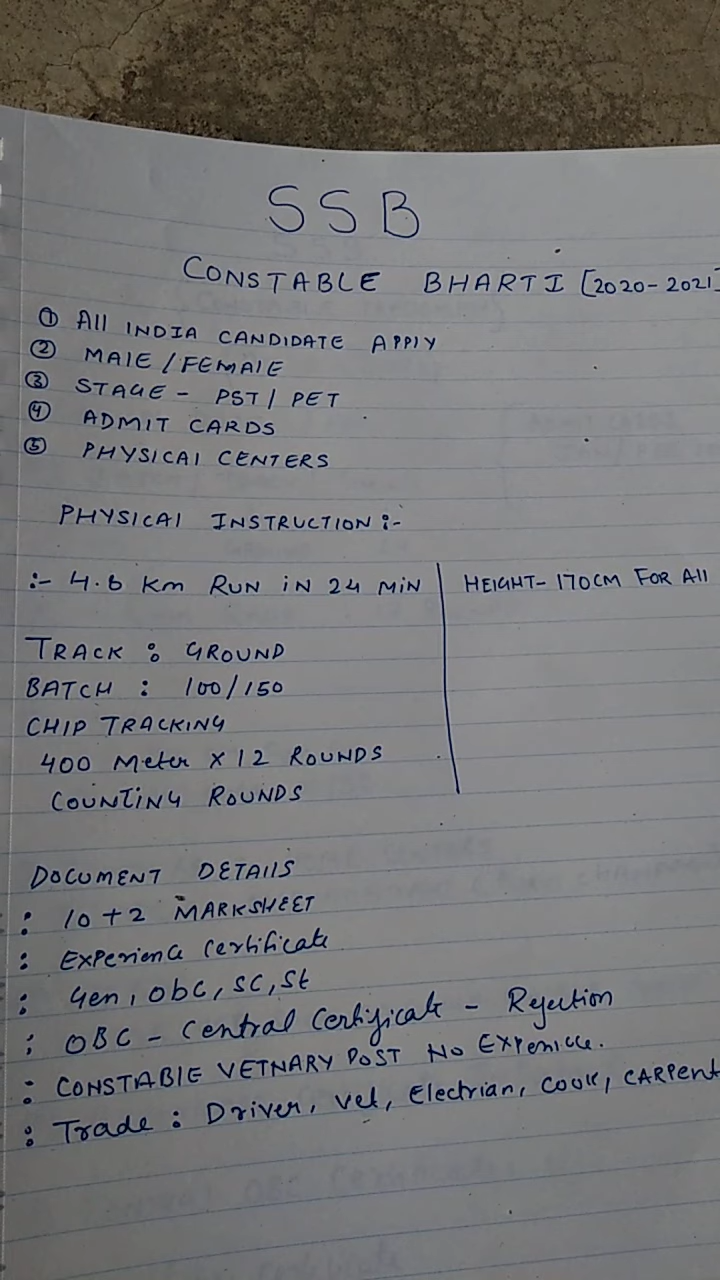 SSB
CONSTABLE BHARTI [2020-2021]
① All INDIA CANDIDATE APPlY
② MAlE / FEMAlE
③ STAGE - PST / PET
④ ADMIT CARDS
⑤ PHYSICAl CENTERS
PHYSICAl INSTRUCTION :-
:- 4.8 Km RUN iN 24 MiN
HEIGHT- 170CM FOR All
TRACK : GROUND
BATCH : 100/150
CHIP TRACKING
400 Meter X 12 ROUNDS
COUNTiNG ROUNDS
DOCUMENT DETAIlS
: 10+2 MARKSHEET
: Experience Certificate
: Gen, Obc, SC, St
: OBC - Central Certificate - Rejection
: CONSTABlE VETNARY POST No Expenicce.
: Trade : Driver, Vet, Electrian, Cook, CARPent